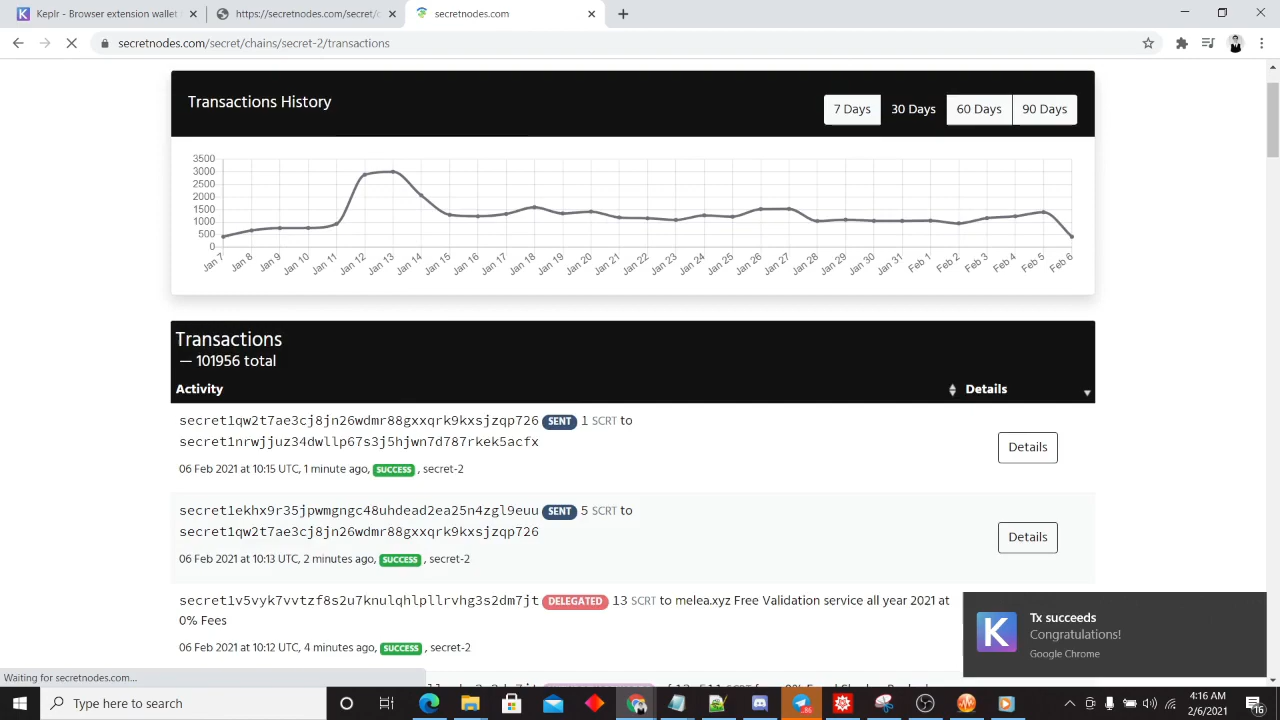 Keplr - Browser extension wallet
https://secretnodes.com/secret/c
secretnodes.com
secretnodes.com/secret/chains/secret-2/transactions
Transactions History
7 Days
30 Days
60 Days
90 Days
3500
3000
2500
2000
1500
1000
500
0
Jan 7
Jan 8
Jan 9
Jan 10
Jan 11
Jan 12
Jan 13
Jan 14
Jan 15
Jan 16
Jan 17
Jan 18
Jan 19
Jan 20
Jan 21
Jan 22
Jan 23
Jan 24
Jan 25
Jan 26
Jan 27
Jan 28
Jan 29
Jan 30
Jan 31
Feb 1
Feb 2
Feb 3
Feb 4
Feb 5
Feb 6
Transactions
— 101956 total
Activity
Details
secret1qw2t7ae3cj8jn26wdmr88gxxqrk9kxsjzqp726 SENT 1 SCRT to
secret1nrwjjuz34dwllp67s3j5hjwn7d787rkek5acfx
06 Feb 2021 at 10:15 UTC, 1 minute ago, SUCCESS , secret-2
Details
secret1ekhx9r35jpwmgngc48uhdead2ea25n4zgl9euu SENT 5 SCRT to
secret1qw2t7ae3cj8jn26wdmr88gxxqrk9kxsjzqp726
06 Feb 2021 at 10:13 UTC, 2 minutes ago, SUCCESS , secret-2
Details
secret1v5vyk7vvtzf8s2u7knulqhlpllrvhg3s2dm7jt DELEGATED 13 SCRT to melea.xyz Free Validation service all year 2021 at
0% Fees
06 Feb 2021 at 10:12 UTC, 4 minutes ago, SUCCESS , secret-2
Tx succeeds
Congratulations!
Google Chrome
K
Waiting for secretnodes.com...
Type here to search
4:16 AM
2/6/2021